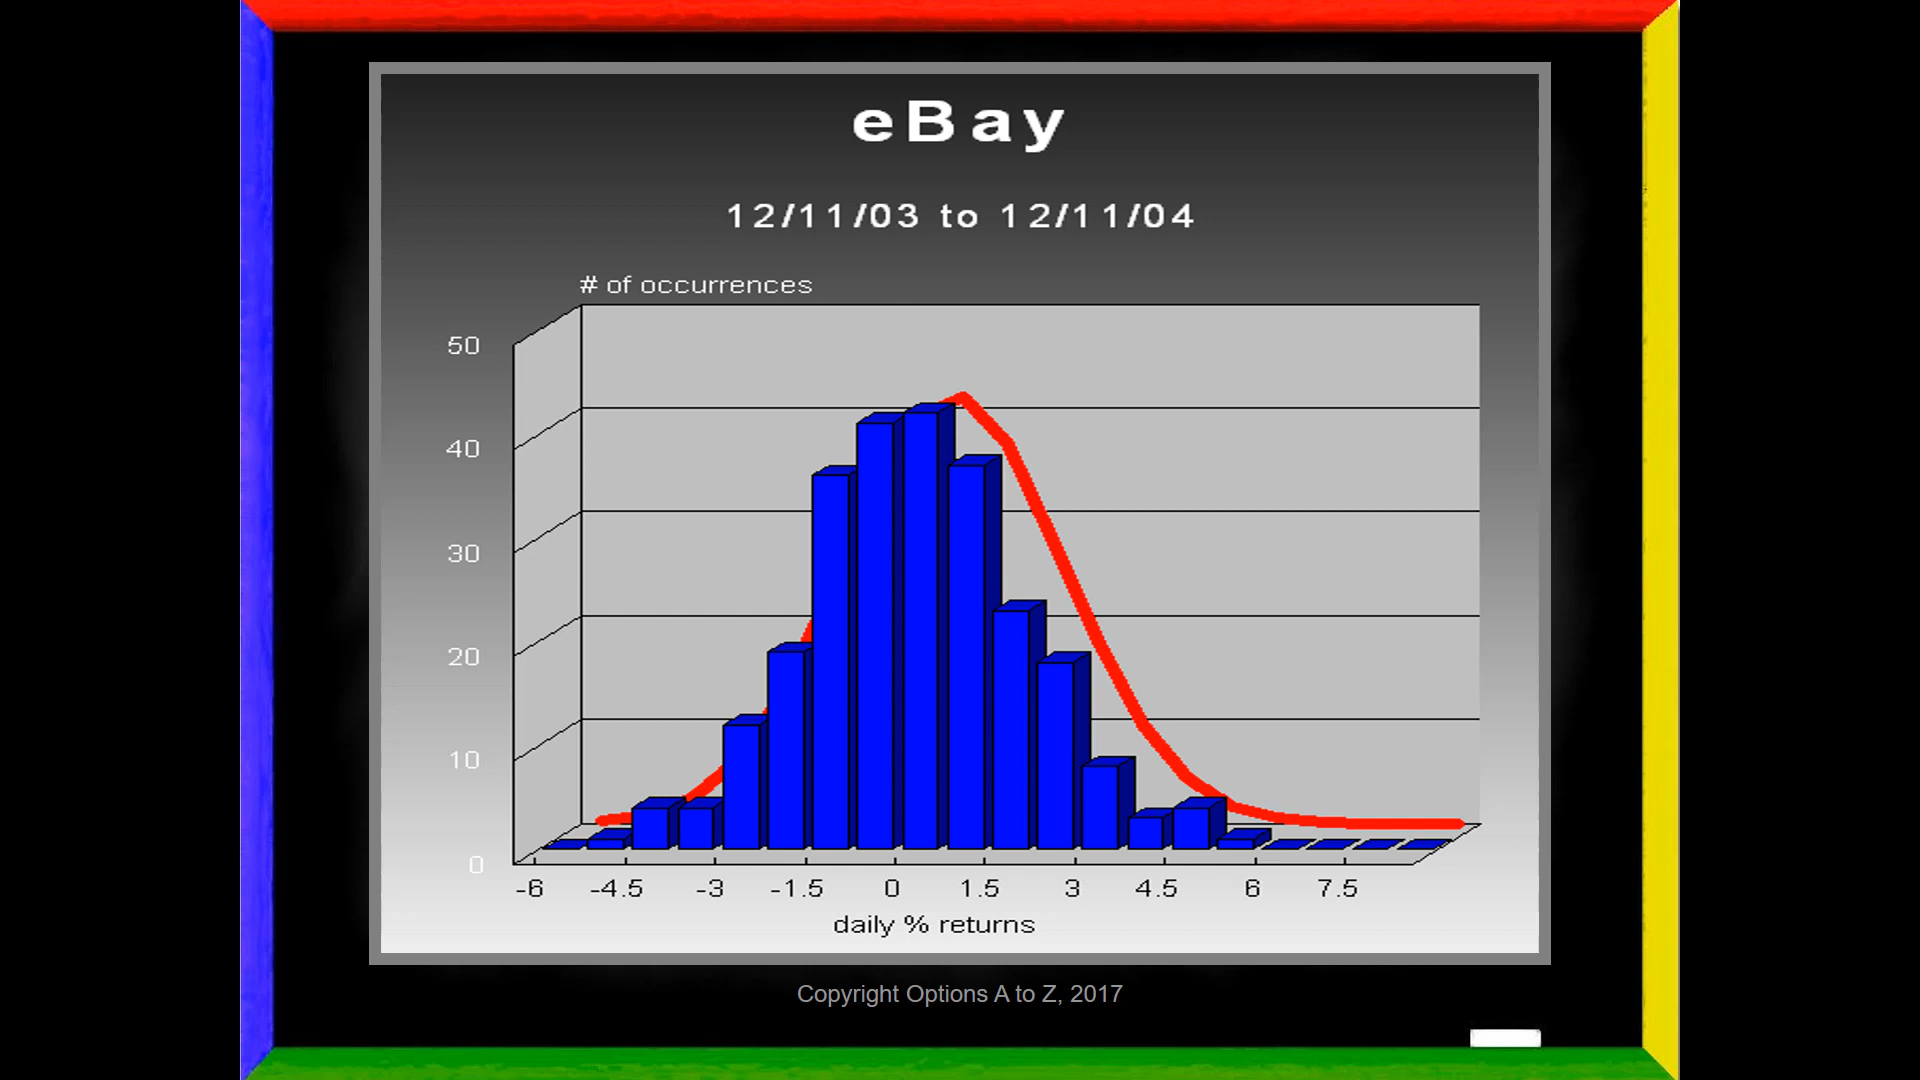 eBay
12/11/03 to 12/11/04
# of occurrences
50
40
30
20
10
0
-6 -4.5 -3 -1.5 0 1.5 3 4.5 6 7.5
daily % returns
Copyright Options A to Z, 2017